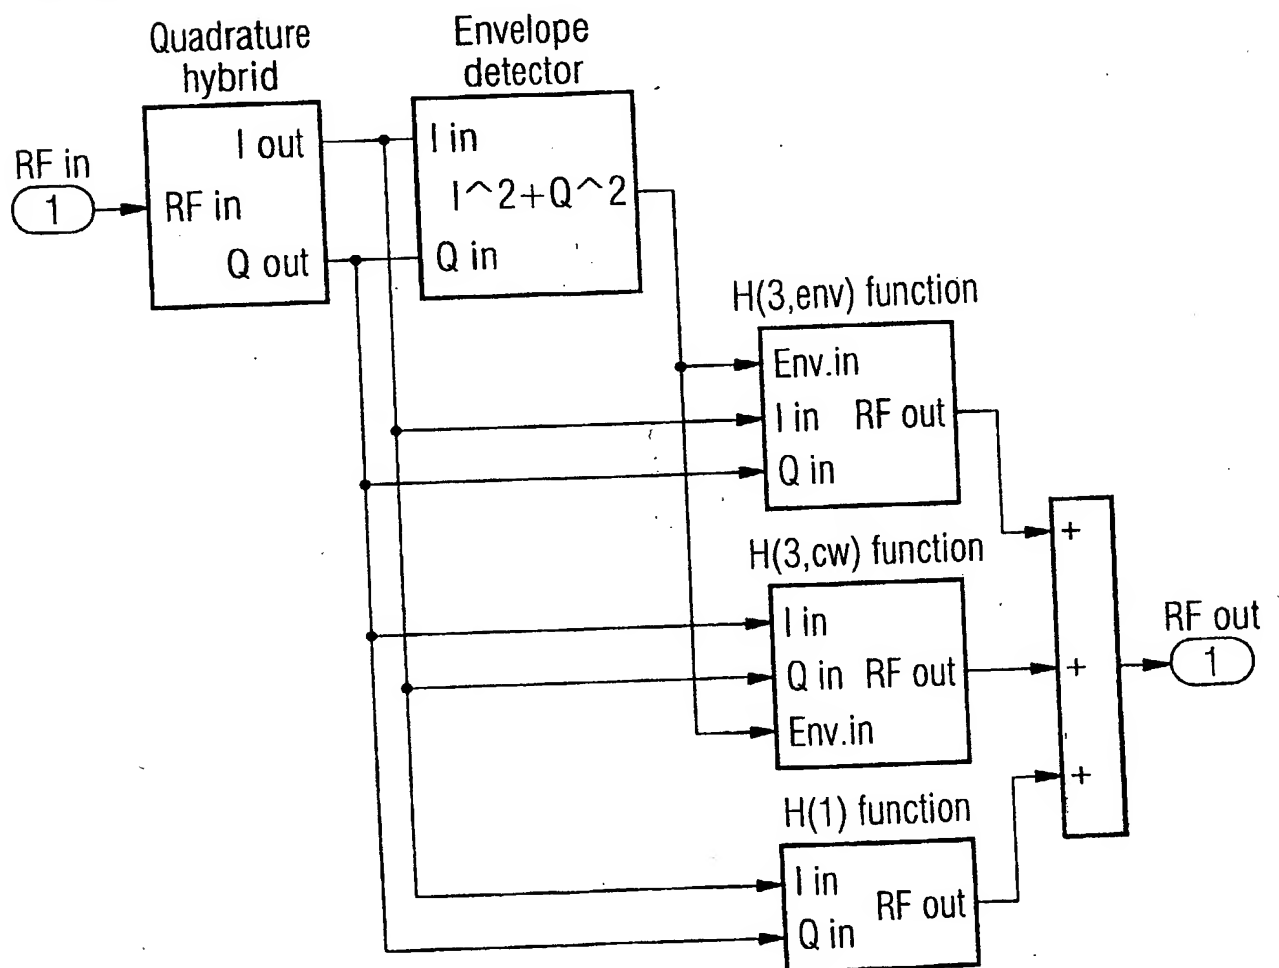 Quadrature
hybrid
Envelope
detector
RF in
1
I out
RF in
Q out
I in
I^2+Q^2
Q in
H(3,env) function
Env.in
I in RF out
Q in
H(3,cw) function
I in
Q in RF out
Env.in
H(1) function
I in
RF out
Q in
+
+
+
RF out
1